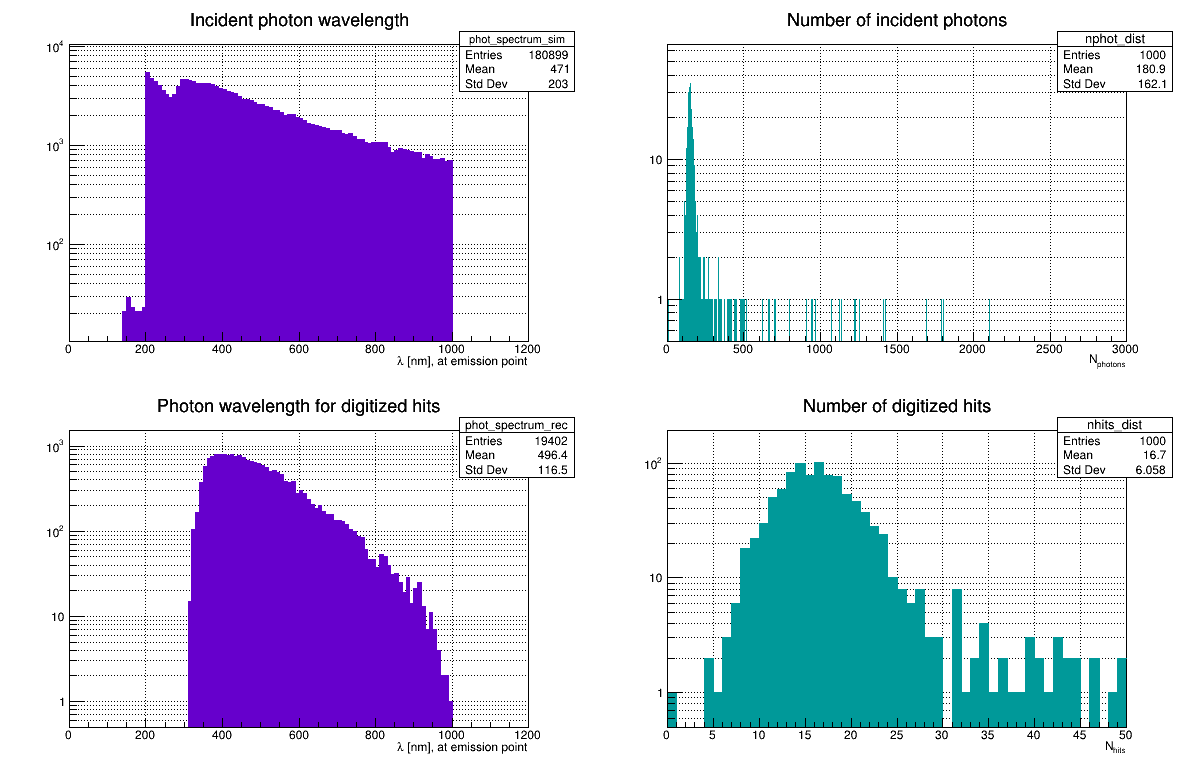 Incident photon wavelength
phot_spectrum_sim
Entries 180899
Mean 471
Std Dev 203
10^4
10^3
10^2
0 200 400 600 800 1000 1200
λ [nm], at emission point
Number of incident photons
nphot_dist
Entries 1000
Mean 180.9
Std Dev 162.1
10
1
0 500 1000 1500 2000 2500 3000
N_photons
Photon wavelength for digitized hits
phot_spectrum_rec
Entries 19402
Mean 496.4
Std Dev 116.5
10^3
10^2
10
1
0 200 400 600 800 1000 1200
λ [nm], at emission point
Number of digitized hits
nhits_dist
Entries 1000
Mean 16.7
Std Dev 6.058
10^2
10
1
0 5 10 15 20 25 30 35 40 45 50
N_hits